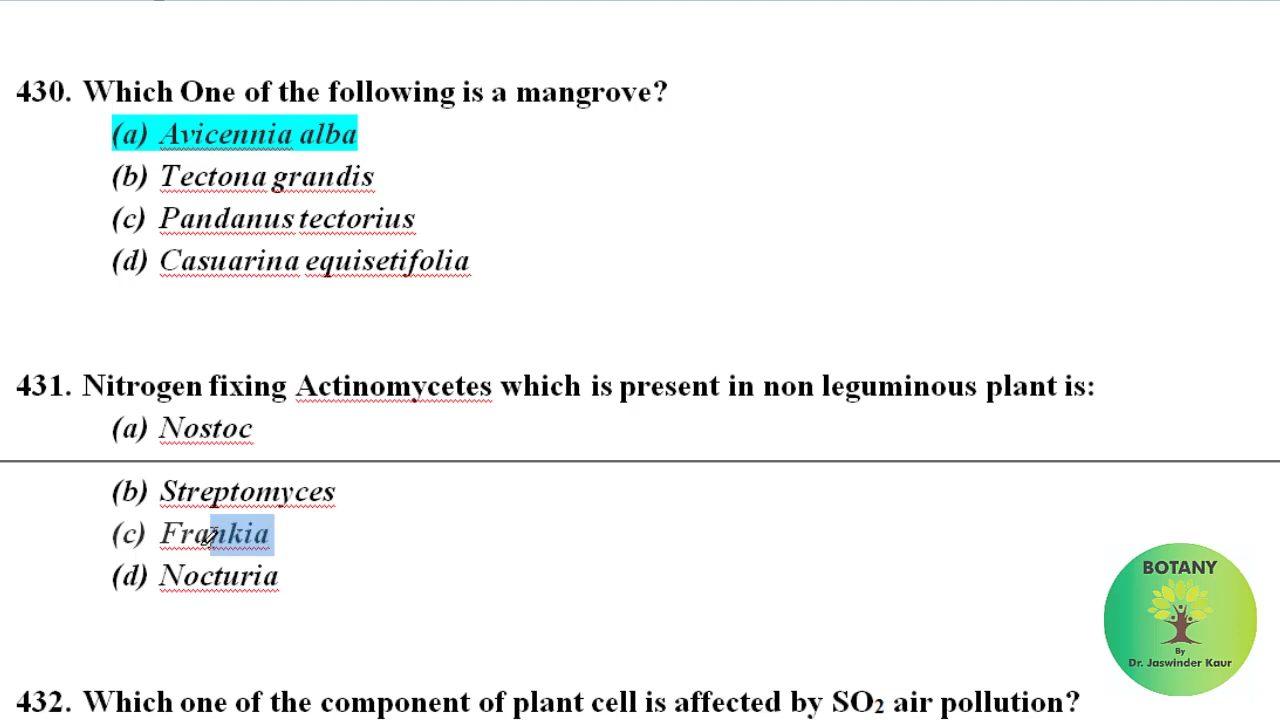 430. Which One of the following is a mangrove?
(a) Avicennia alba
(b) Tectona grandis
(c) Pandanus tectorius
(d) Casuarina equisetifolia
431. Nitrogen fixing Actinomycetes which is present in non leguminous plant is:
(a) Nostoc
(b) Streptomyces
(c) Frankia
(d) Nocturia
BOTANY
By
Dr. Jaswinder Kaur
432. Which one of the component of plant cell is affected by SO2 air pollution?